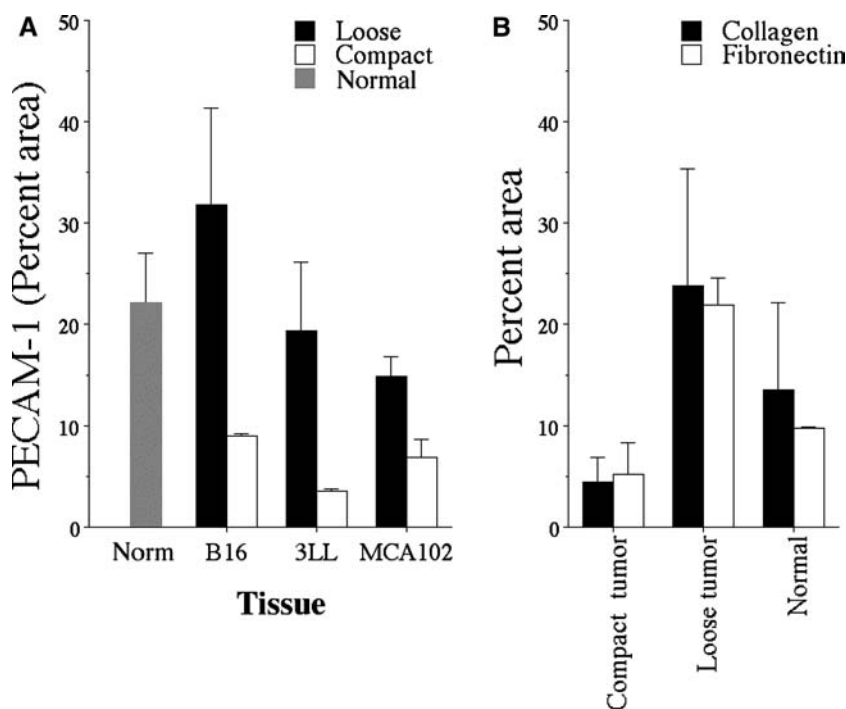 A
PECAM-1 (Percent area)
50
40
30
20
10
0
Loose
Compact
Normal
Norm B16 3LL MCA102
Tissue
B
Percent area
50
40
30
20
10
0
Collagen
Fibronectin
Compact tumor
Loose tumor
Normal